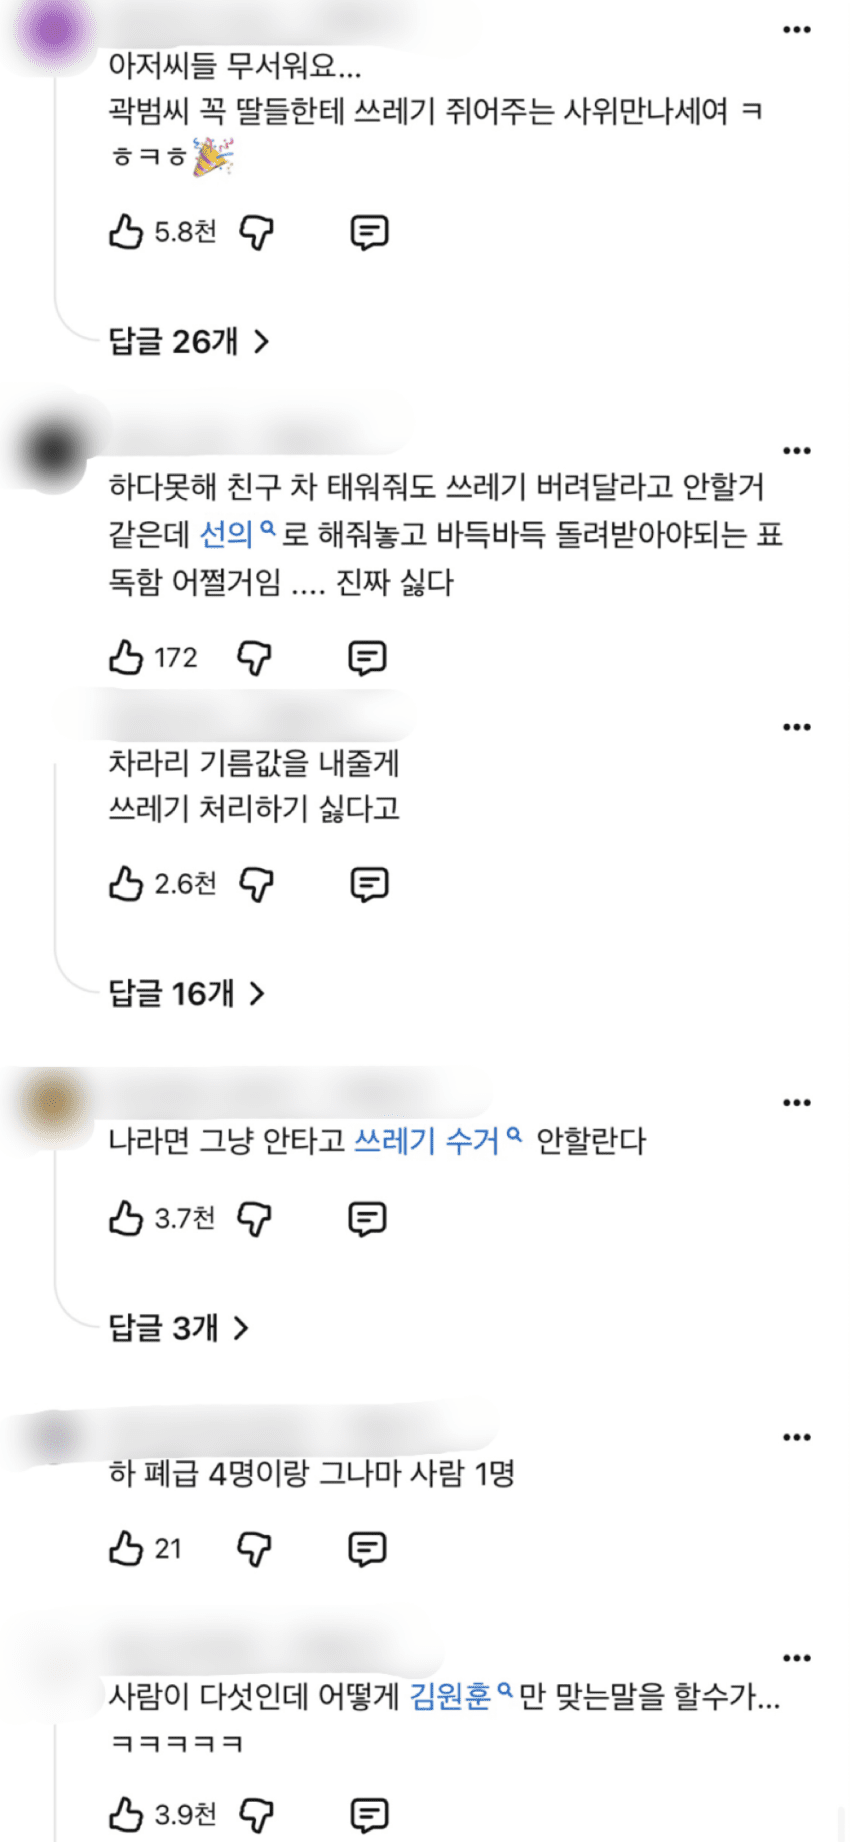 아저씨들 무서워요...
곽범씨 꼭 딸들한테 쓰레기 쥐어주는 사위만나세여 ㅋ
ㅎㅋㅎ🎉
5.8천
답글 26개
하다못해 친구 차 태워줘도 쓰레기 버려달라고 안할거
같은데 선의로 해줘놓고 바득바득 돌려받아야되는 표
독함 어쩔거임 .... 진짜 싫다
172
차라리 기름값을 내줄게
쓰레기 처리하기 싫다고
2.6천
답글 16개
나라면 그냥 안타고 쓰레기 수거 안할란다
3.7천
답글 3개
하 폐급 4명이랑 그나마 사람 1명
21
사람이 다섯인데 어떻게 김원훈만 맞는말을 할수가...
ㅋㅋㅋㅋㅋ
3.9천